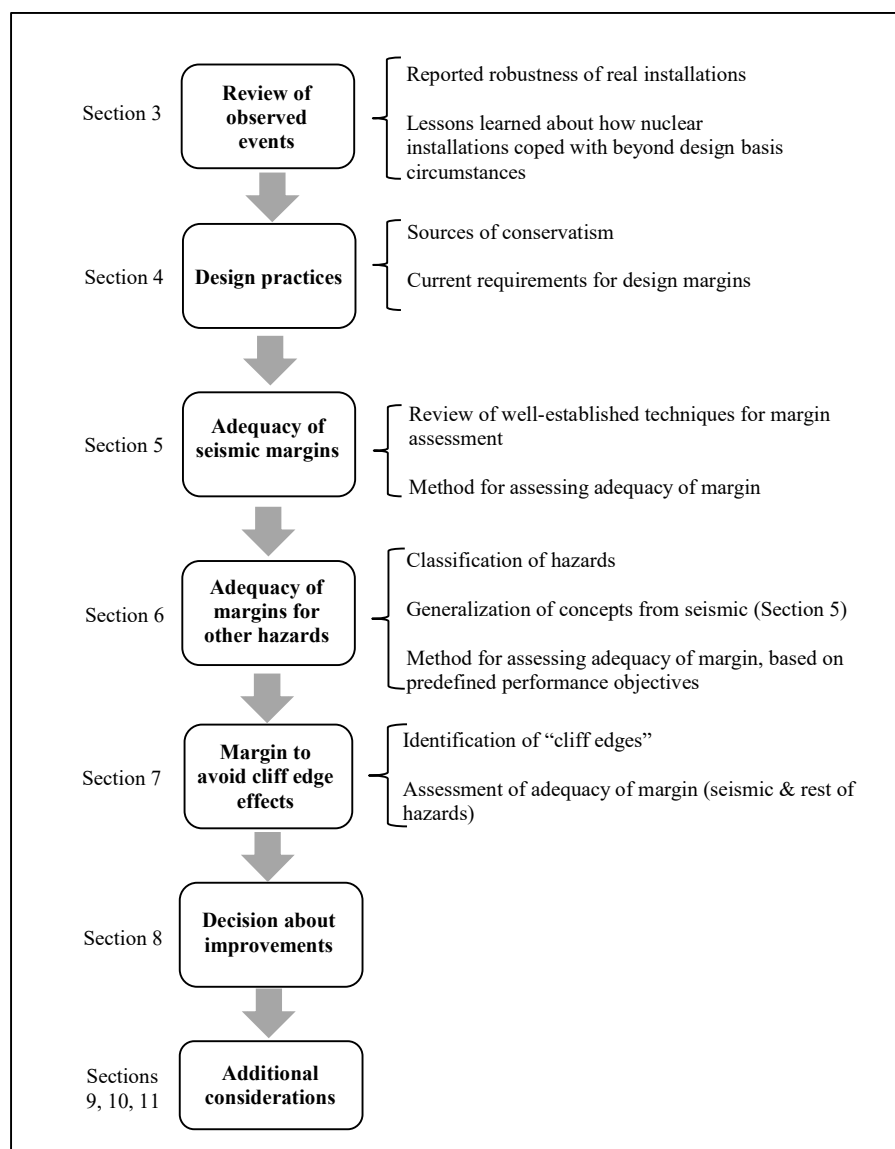 Section 3
Review of
observed
events
Reported robustness of real installations
Lessons learned about how nuclear
installations coped with beyond design basis
circumstances
Section 4
Design practices
Sources of conservatism
Current requirements for design margins
Section 5
Adequacy of
seismic margins
Review of well-established techniques for margin
assessment
Method for assessing adequacy of margin
Section 6
Adequacy of
margins for
other hazards
Classification of hazards
Generalization of concepts from seismic (Section 5)
Method for assessing adequacy of margin, based on
predefined performance objectives
Section 7
Margin to
avoid cliff edge
effects
Identification of “cliff edges”
Assessment of adequacy of margin (seismic & rest of
hazards)
Section 8
Decision about
improvements
Sections
9, 10, 11
Additional
considerations